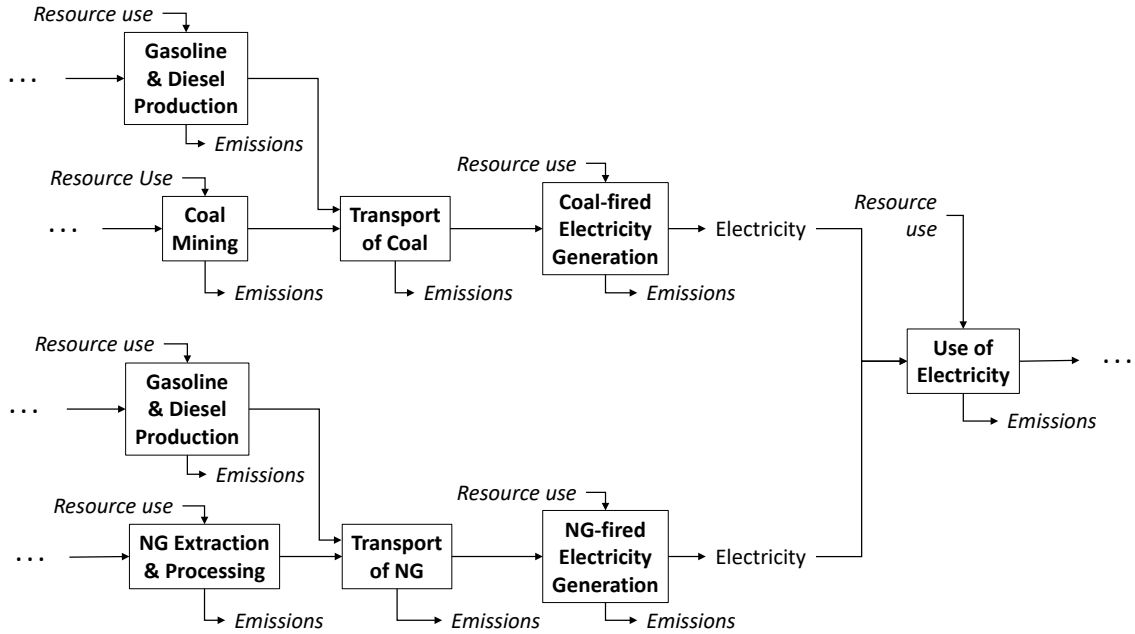 Resource use
Gasoline
& Diesel
Production
...
Emissions
Resource Use
Coal
Mining
...
Emissions
Transport
of Coal
Emissions
Resource use
Coal-fired
Electricity
Generation
Emissions
Electricity
Resource use
Gasoline
& Diesel
Production
...
Emissions
Resource use
NG Extraction
& Processing
...
Emissions
Transport
of NG
Emissions
Resource use
NG-fired
Electricity
Generation
Emissions
Electricity
Resource
use
Use of
Electricity
...
Emissions